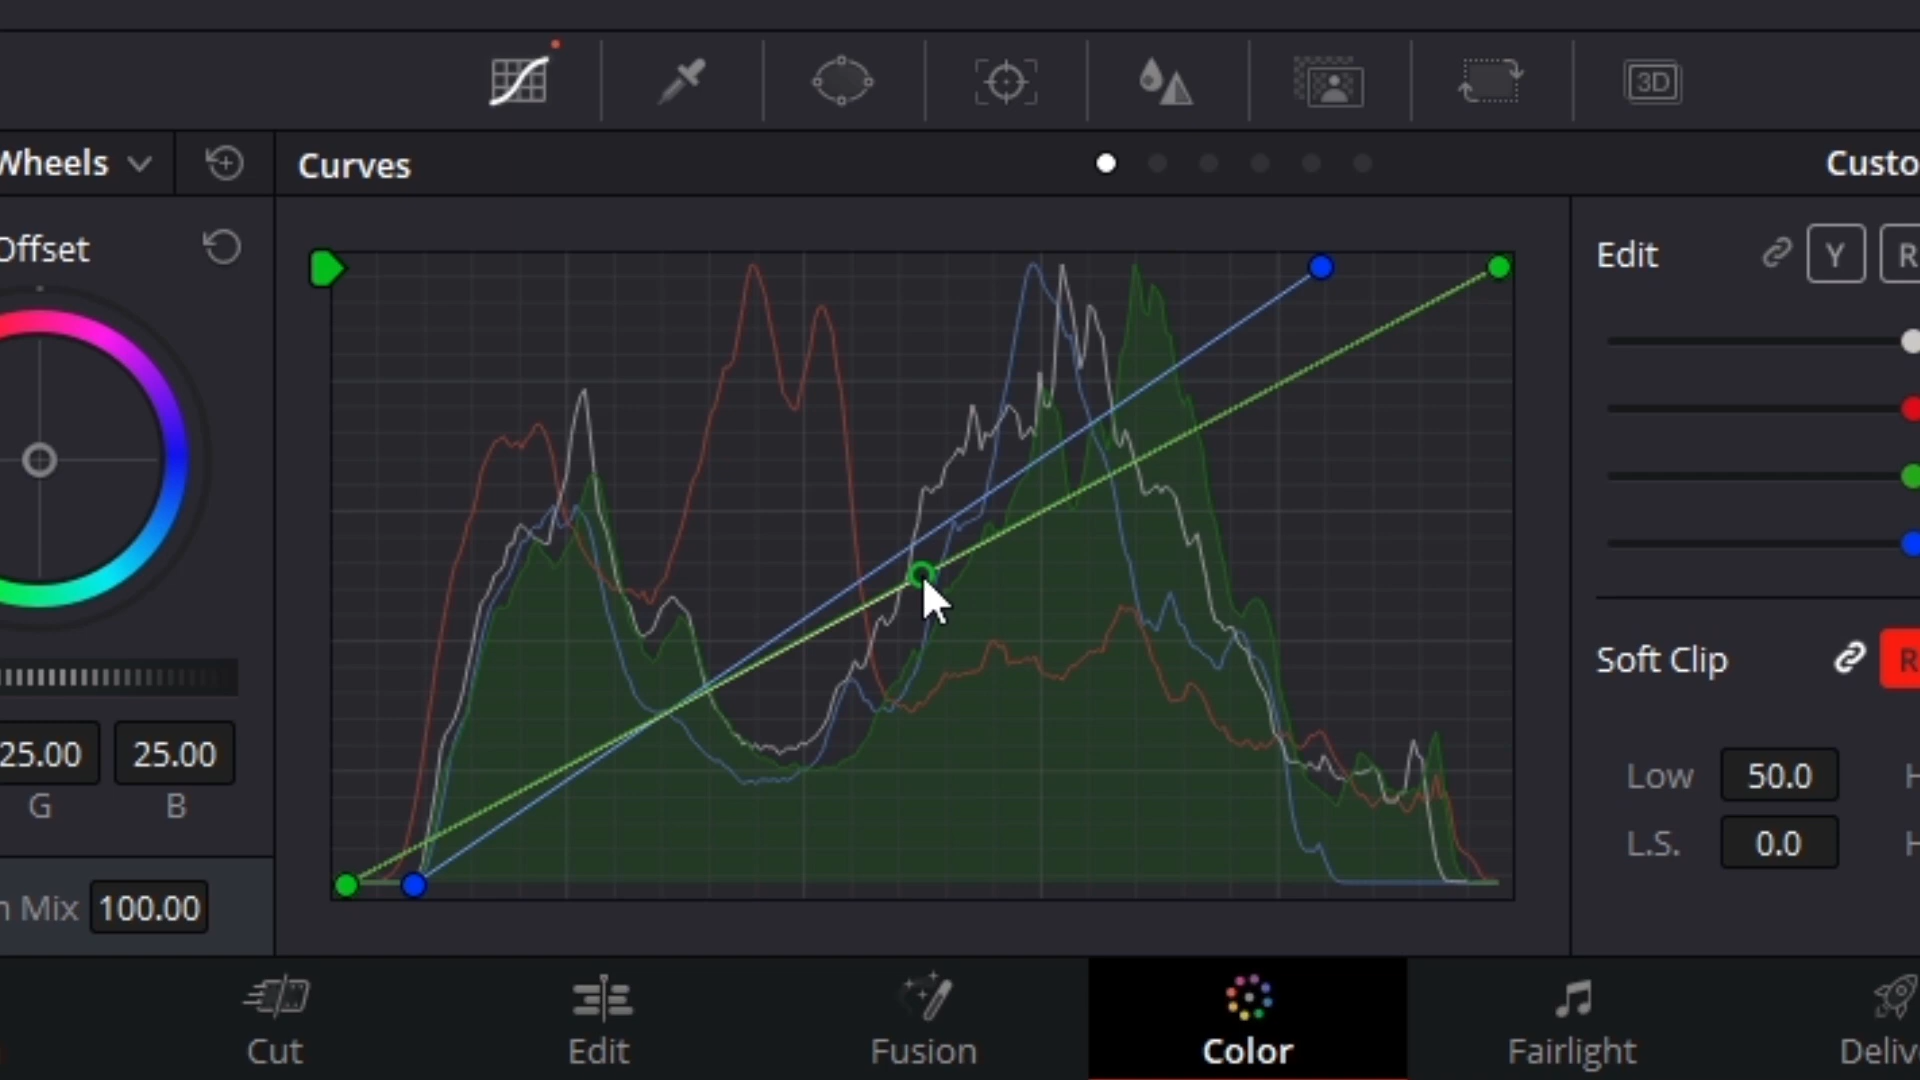 3D
Wheels
Curves
Custo
Offset
Edit
Y
R
Soft Clip
R
25.00
25.00
G
B
Low
50.0
H
L.S.
0.0
H
n Mix
100.00
Cut
Edit
Fusion
Color
Fairlight
Delive